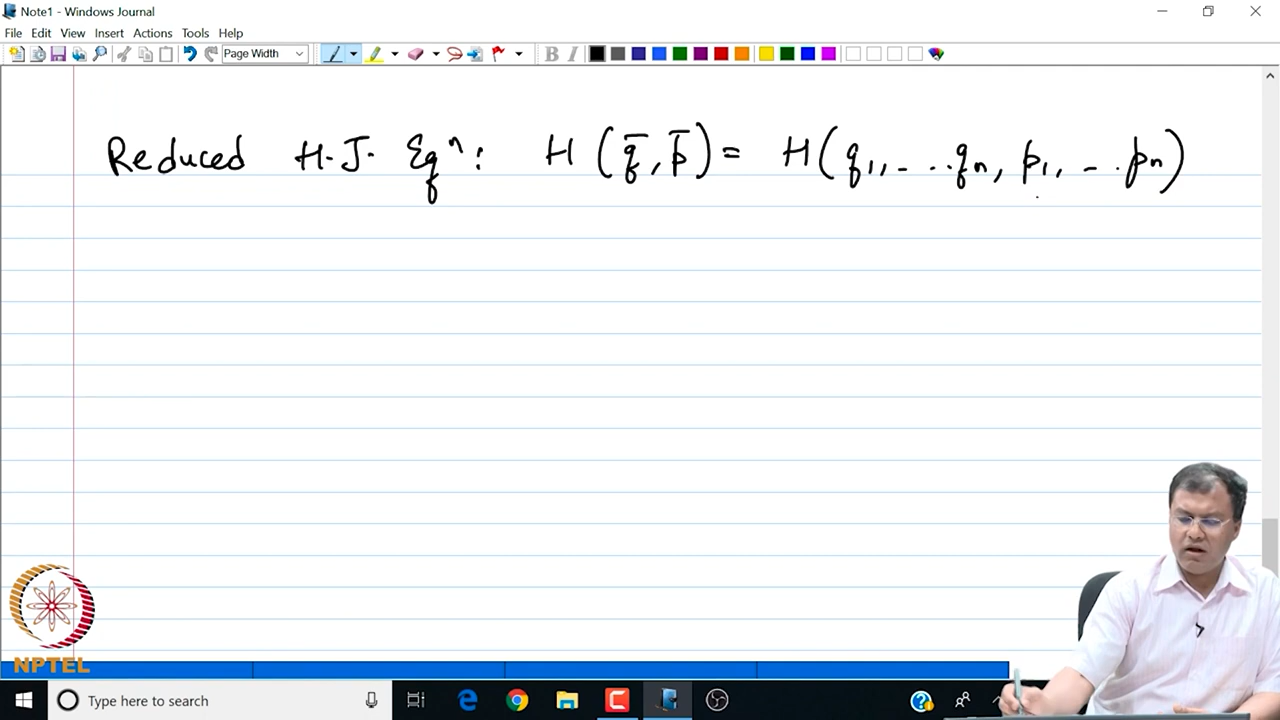 Note1 - Windows Journal
File Edit View Insert Actions Tools Help
Page Width
B I
Reduced H.J. Eqⁿ: H (q̄, p̄) = H(q₁, - .. qₙ, p₁, - .. pₙ)
NPTEL
Type here to search